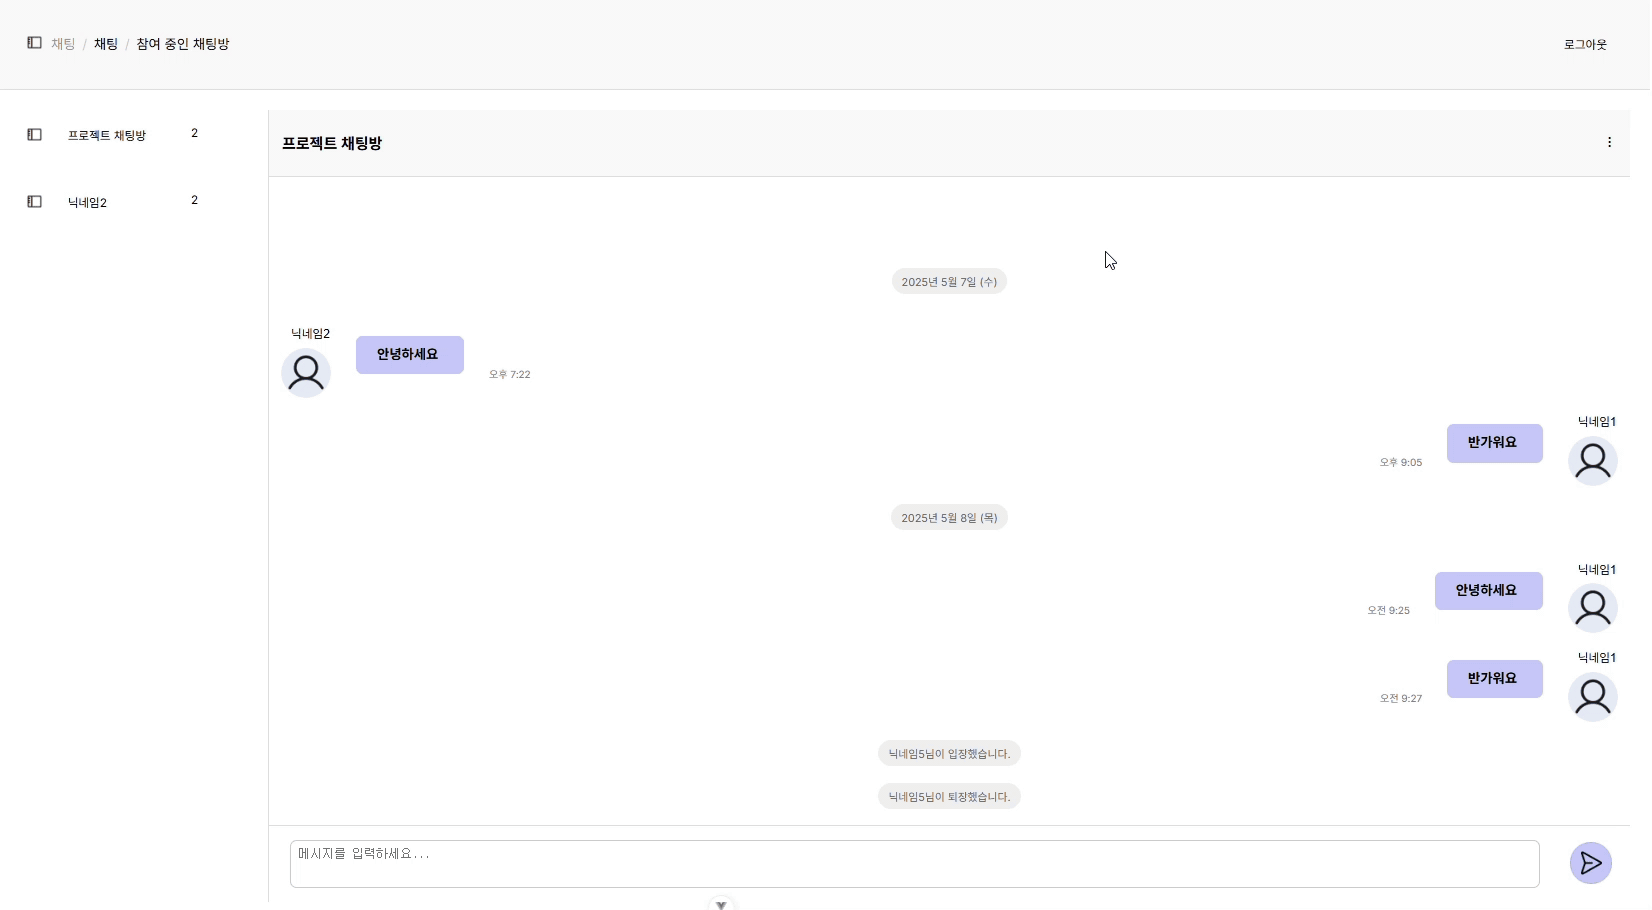 채팅 / 채팅 / 참여 중인 채팅방
로그아웃
프로젝트 채팅방 2
닉네임2 2
프로젝트 채팅방
2025년 5월 7일 (수)
닉네임2
안녕하세요
오후 7:22
닉네임1
반가워요
오후 9:05
2025년 5월 8일 (목)
닉네임1
안녕하세요
오전 9:25
닉네임1
반가워요
오전 9:27
닉네임5님이 입장했습니다.
닉네임5님이 퇴장했습니다.
메시지를 입력하세요...